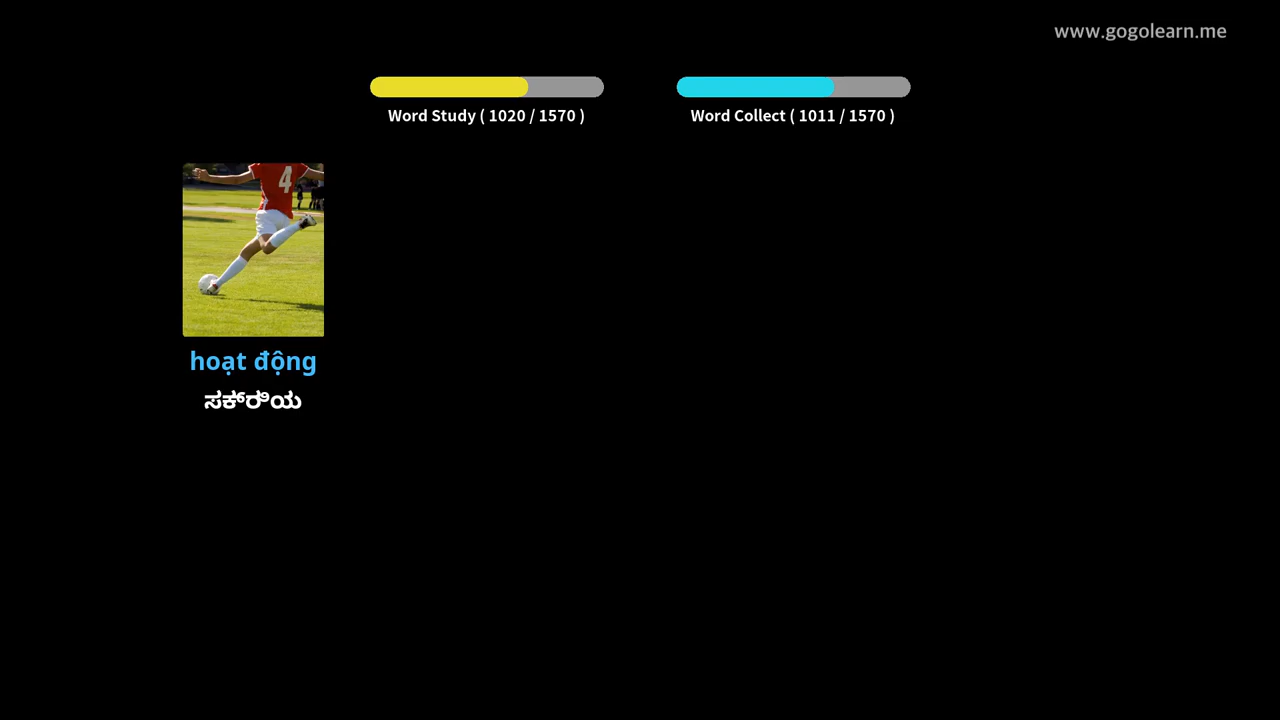 www.gogolearn.me
Word Study ( 1020 / 1570 )
Word Collect ( 1011 / 1570 )
4
hoạt động
ಸಕ್ರಿಯ